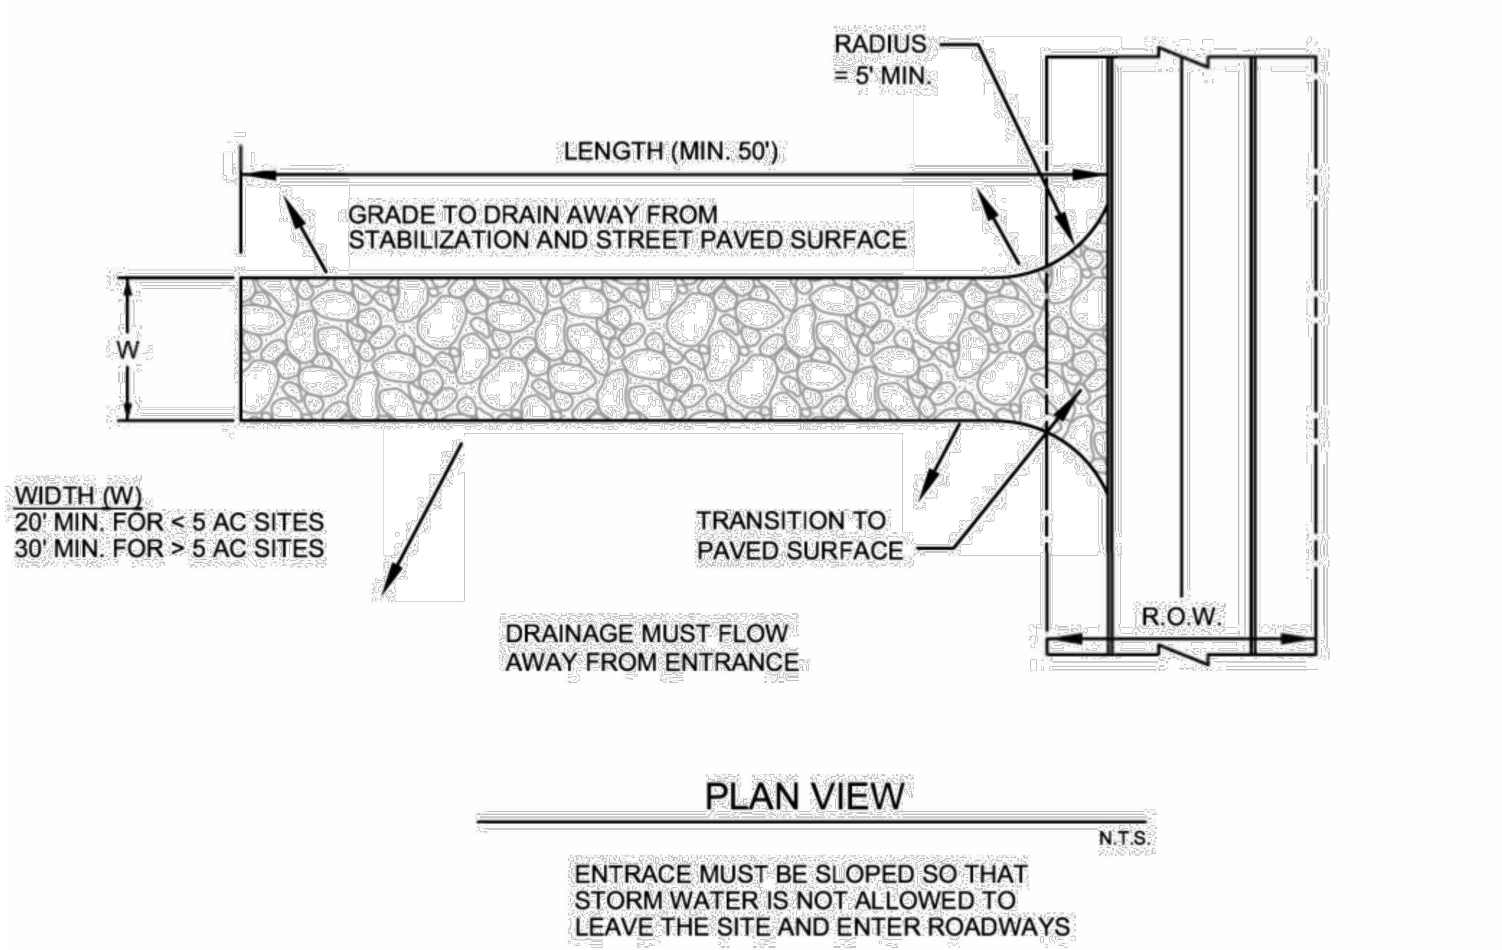 RADIUS
= 5' MIN.
LENGTH (MIN. 50')
GRADE TO DRAIN AWAY FROM
STABILIZATION AND STREET PAVED SURFACE
W
WIDTH (W)
20' MIN. FOR < 5 AC SITES
30' MIN. FOR > 5 AC SITES
TRANSITION TO
PAVED SURFACE
R.O.W.
DRAINAGE MUST FLOW
AWAY FROM ENTRANCE
PLAN VIEW
N.T.S.
ENTRACE MUST BE SLOPED SO THAT
STORM WATER IS NOT ALLOWED TO
LEAVE THE SITE AND ENTER ROADWAYS